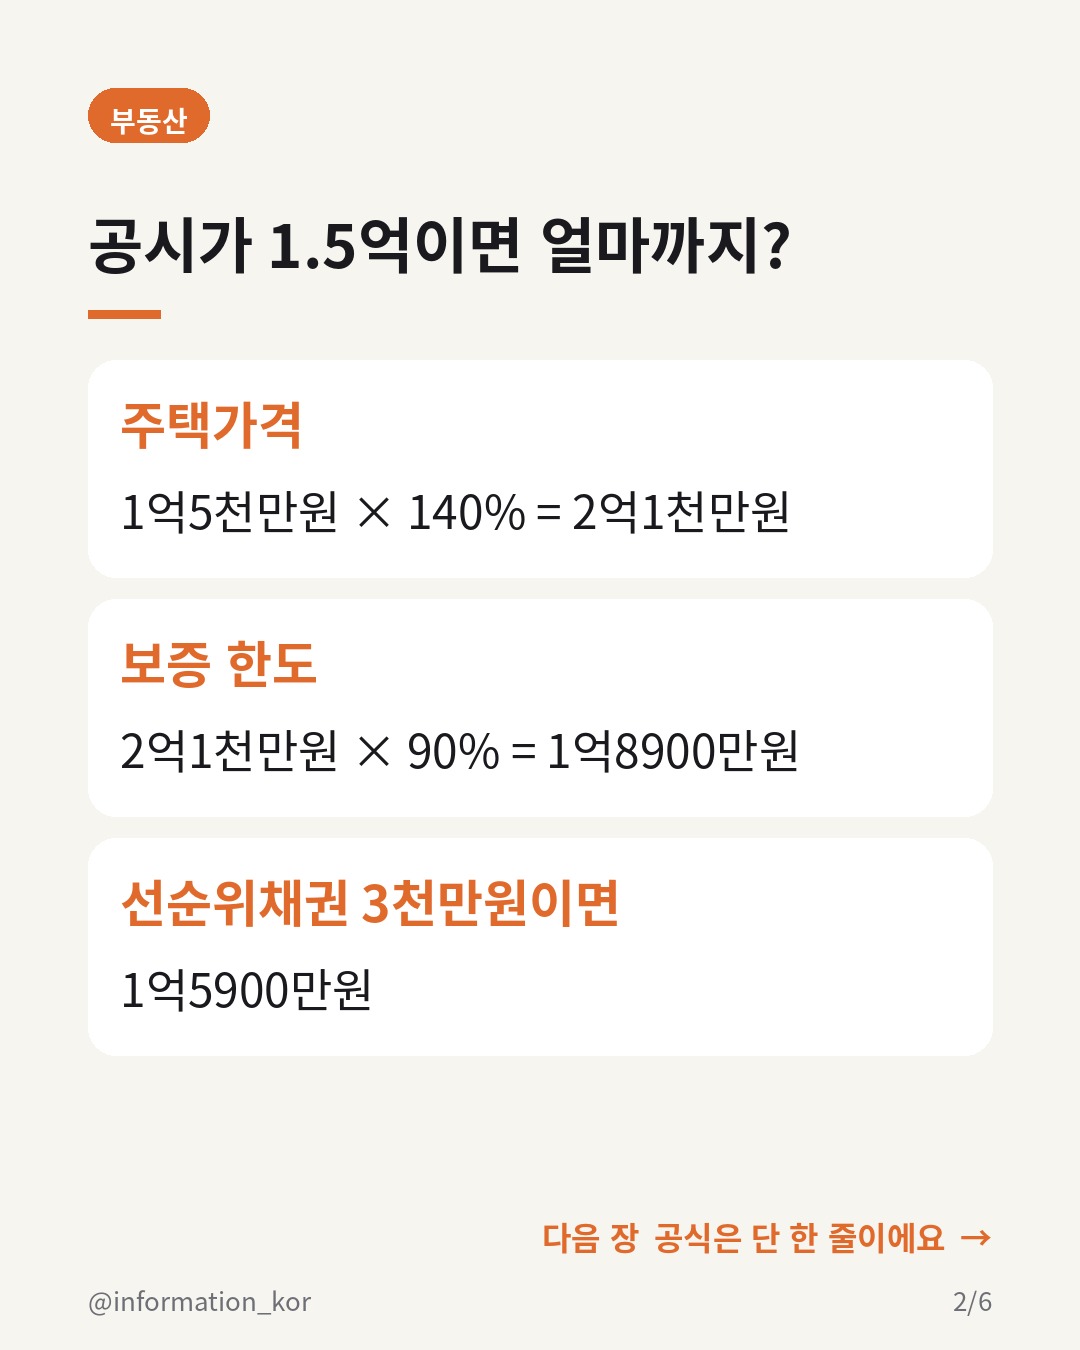 부동산
공시가 1.5억이면 얼마까지?
주택가격
1억5천만원 × 140% = 2억1천만원
보증 한도
2억1천만원 × 90% = 1억8900만원
선순위채권 3천만원이면
1억5900만원
다음 장 공식은 단 한 줄이에요 →
@information_kor
2/6